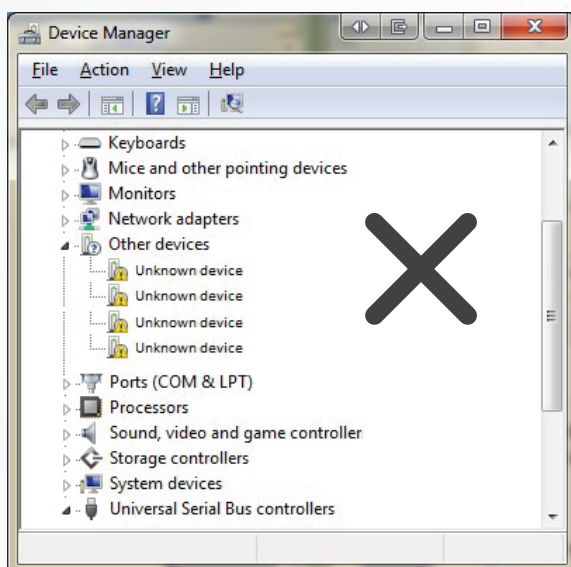 Device Manager
File Action View Help
Keyboards
Mice and other pointing devices
Monitors
Network adapters
Other devices
Unknown device
Unknown device
Unknown device
Unknown device
Ports (COM & LPT)
Processors
Sound, video and game controller
Storage controllers
System devices
Universal Serial Bus controllers